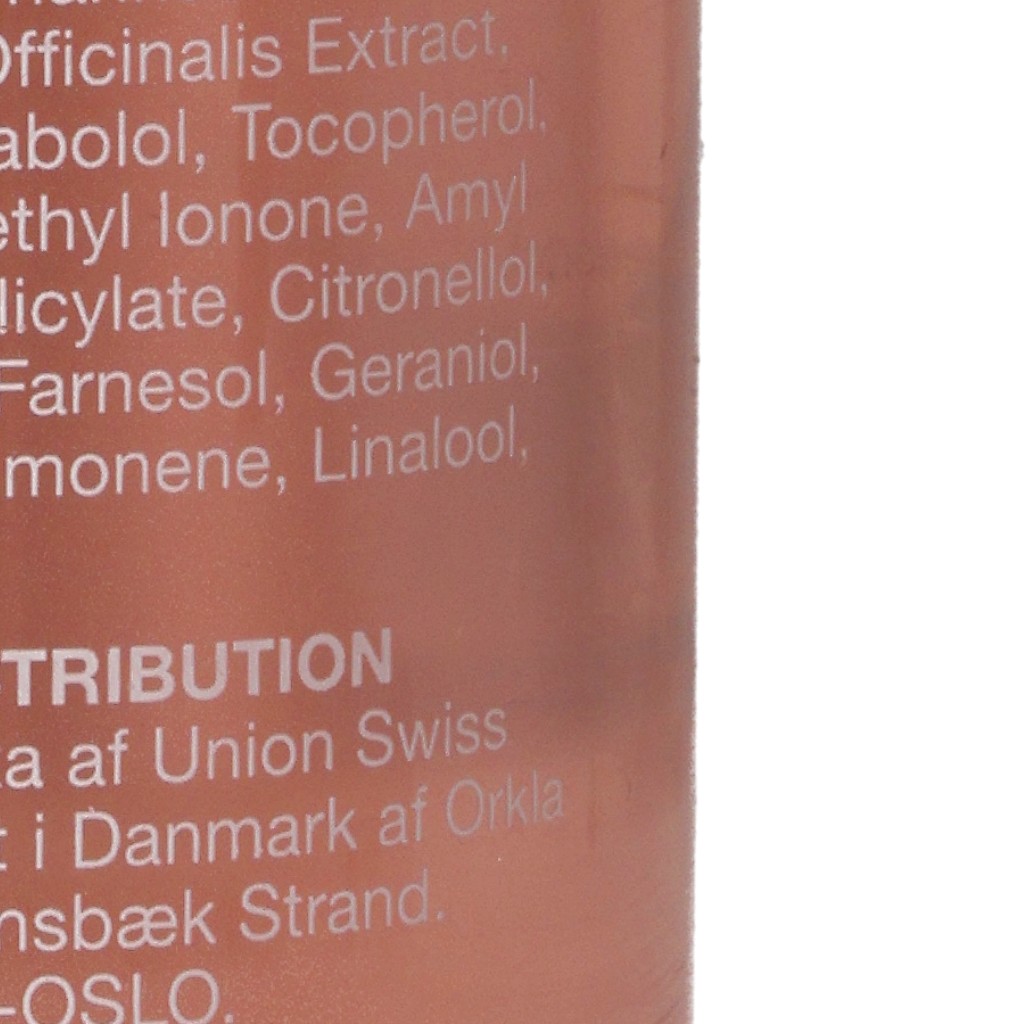 Officinalis Extract,
abolol, Tocopherol,
ethyl Ionone, Amyl
licylate, Citronellol,
Farnesol, Geraniol,
monene, Linalool,
TRIBUTION
a af Union Swiss
t i Danmark af Orkla
nsbæk Strand.
-OSLO.